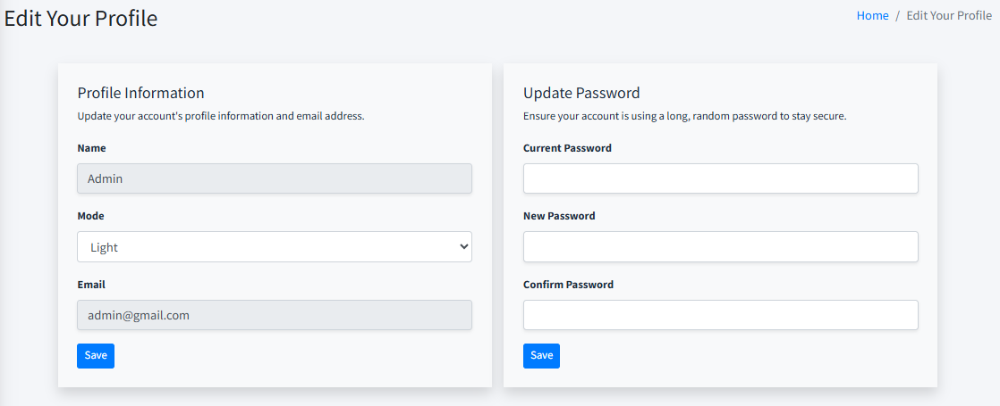 Edit Your Profile
Home / Edit Your Profile
Profile Information
Update your account's profile information and email address.
Name
Admin
Mode
Light
Email
admin@gmail.com
Save
Update Password
Ensure your account is using a long, random password to stay secure.
Current Password
New Password
Confirm Password
Save